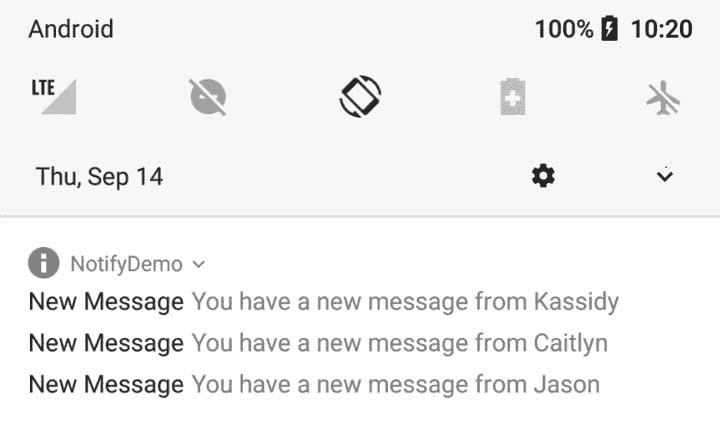 Android 100% 10:20
LTE
Thu, Sep 14
NotifyDemo
New Message You have a new message from Kassidy
New Message You have a new message from Caitlyn
New Message You have a new message from Jason